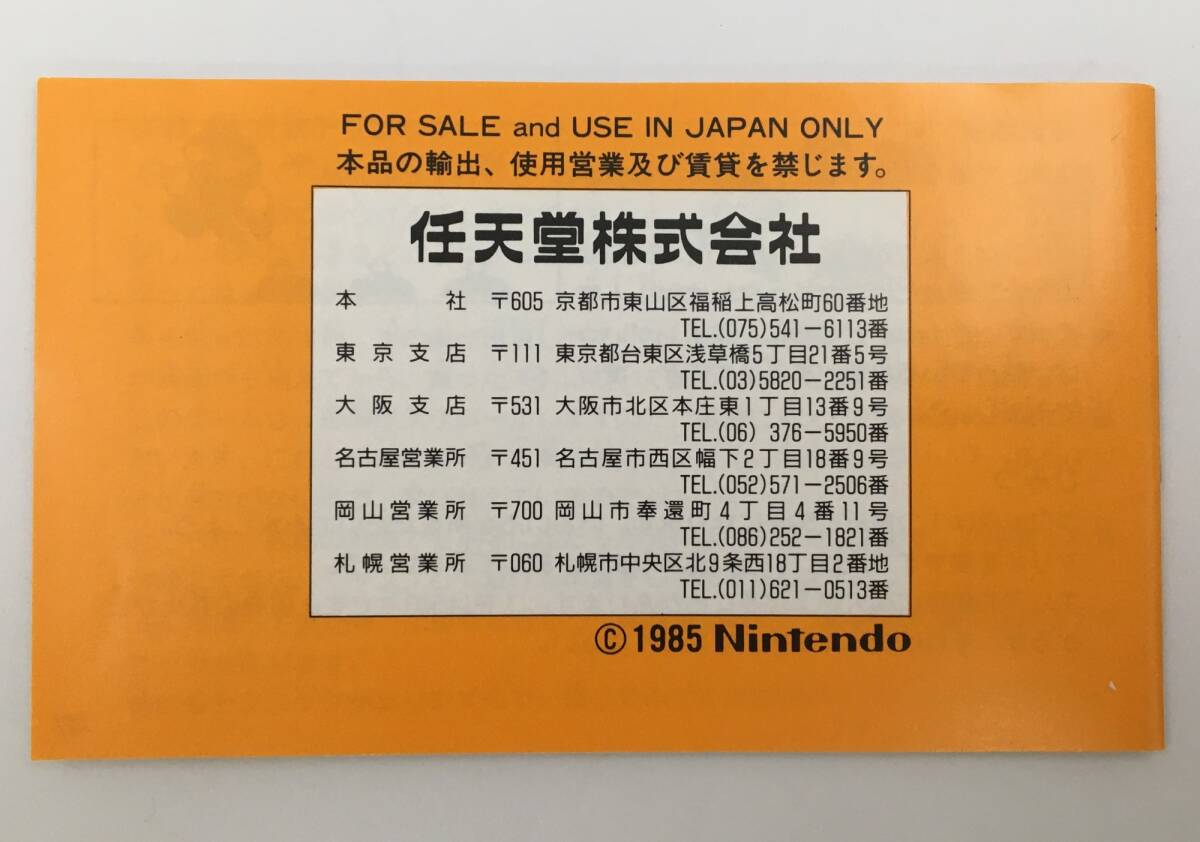 FOR SALE and USE IN JAPAN ONLY
本品の輸出、使用営業及び賃貸を禁じます。
任天堂株式会社
本社 〒605 京都市東山区福稲上高松町60番地
TEL.(075)541-6113番
東京支店 〒111 東京都台東区浅草橋5丁目21番5号
TEL.(03)5820-2251番
大阪支店 〒531 大阪市北区本庄東1丁目13番9号
TEL.(06) 376-5950番
名古屋営業所 〒451 名古屋市西区幅下2丁目18番9号
TEL.(052)571-2506番
岡山営業所 〒700 岡山市奉還町4丁目4番11号
TEL.(086)252-1821番
札幌営業所 〒060 札幌市中央区北9条西18丁目2番地
TEL.(011)621-0513番
©1985 Nintendo